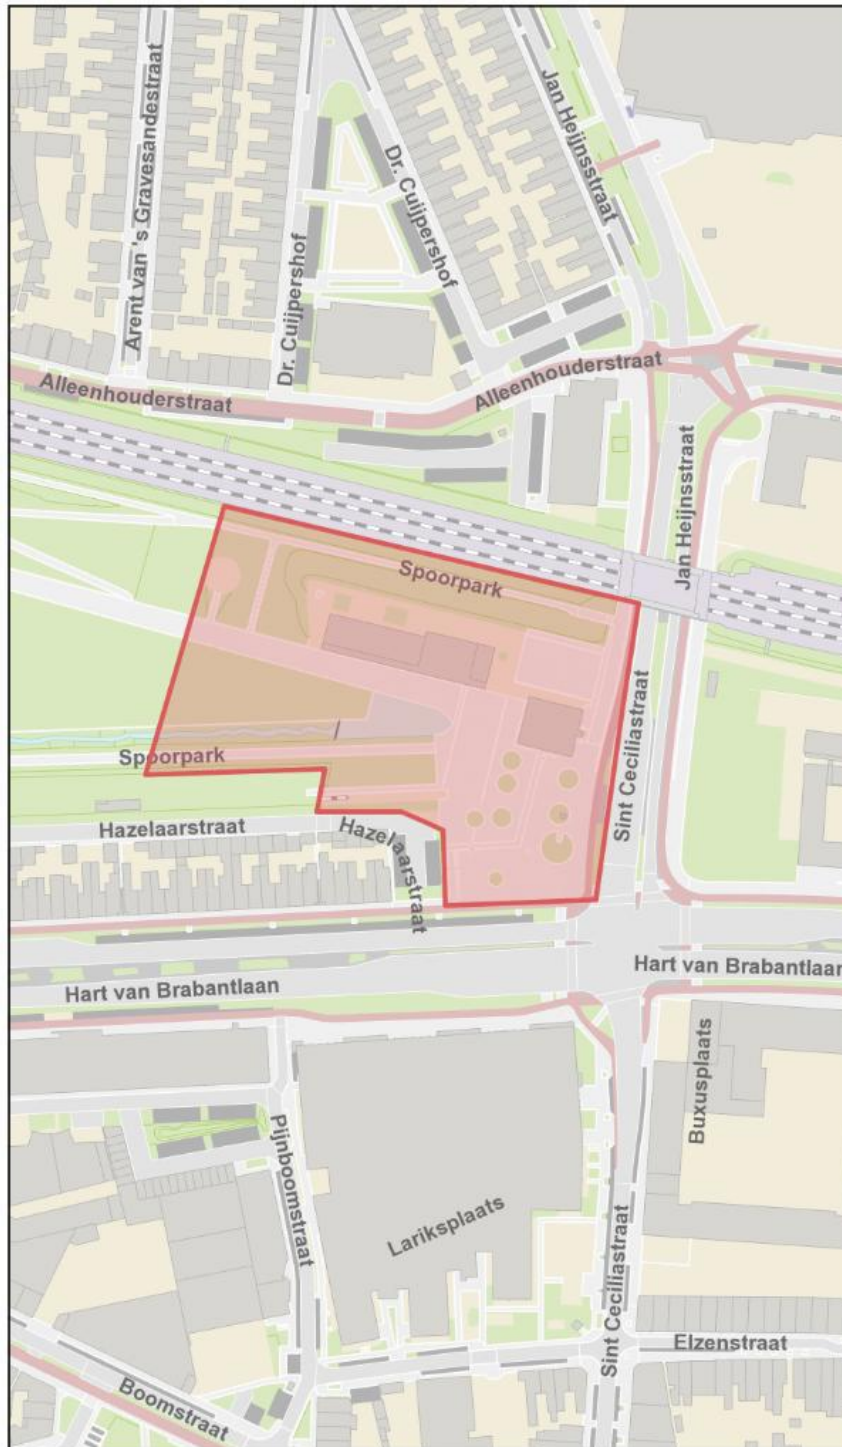 Arent van 's Gravesandestraat
Dr. Cuijpershof
Dr. Cuijpershof
Jan Heijnsstraat
Alleenhouderstraat
Alleenhouderstraat
Jan Heijnsstraat
Spoorpark
Spoorpark
Sint Ceciliastraat
Hazelaarstraat
Hazelaarstraat
Hart van Brabantlaan
Hart van Brabantlaan
Pijnboomstraat
Buxusplaats
Lariksplaats
Sint Ceciliastraat
Elzenstraat
Boomstraat